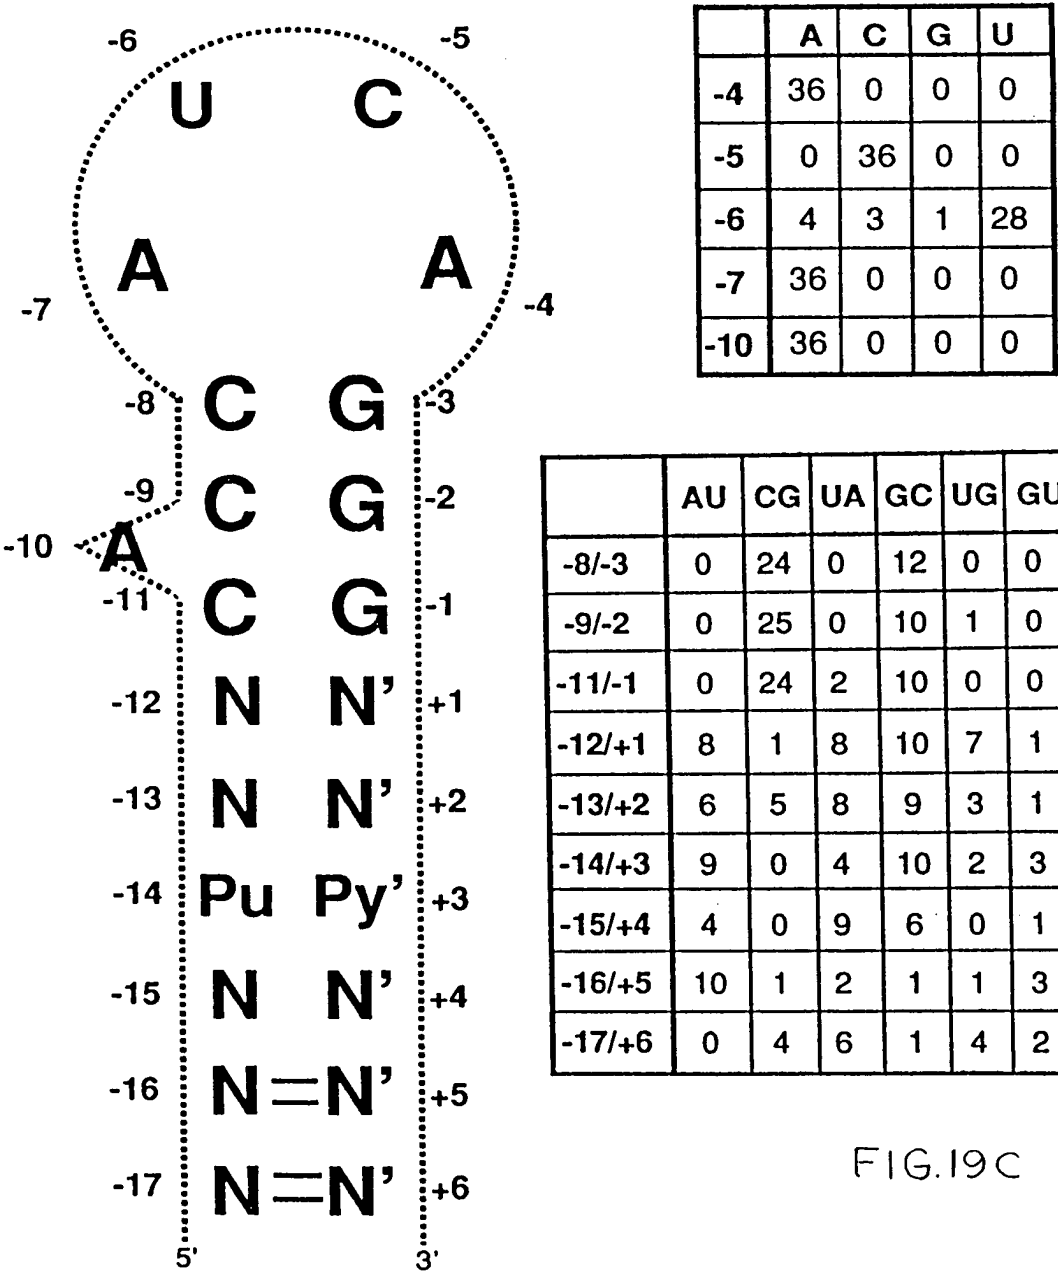 -6 -5
U C
A A
-7 -4
-8 C G -3
-9 C G -2
-10 A
-11 C G -1
-12 N N' +1
-13 N N' +2
-14 Pu Py' +3
-15 N N' +4
-16 N=N' +5
-17 N=N' +6
5' 3'
A C G U
-4 36 0 0 0
-5 0 36 0 0
-6 4 3 1 28
-7 36 0 0 0
-10 36 0 0 0
AU CG UA GC UG GU
-8/-3 0 24 0 12 0 0
-9/-2 0 25 0 10 1 0
-11/-1 0 24 2 10 0 0
-12/+1 8 1 8 10 7 1
-13/+2 6 5 8 9 3 1
-14/+3 9 0 4 10 2 3
-15/+4 4 0 9 6 0 1
-16/+5 10 1 2 1 1 3
-17/+6 0 4 6 1 4 2
FIG.19C